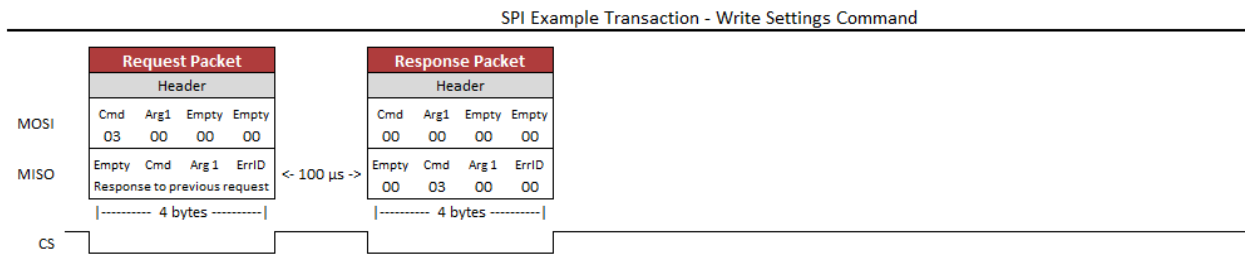 SPI Example Transaction - Write Settings Command
Request Packet Response Packet
Header Header
MOSI Cmd Arg1 Empty Empty Cmd Arg1 Empty Empty
03 00 00 00 00 00 00 00
MISO Empty Cmd Arg 1 ErrID <- 100 µs -> Empty Cmd Arg 1 ErrID
Response to previous request 00 03 00 00
|---------- 4 bytes ----------| |---------- 4 bytes ----------|
CS